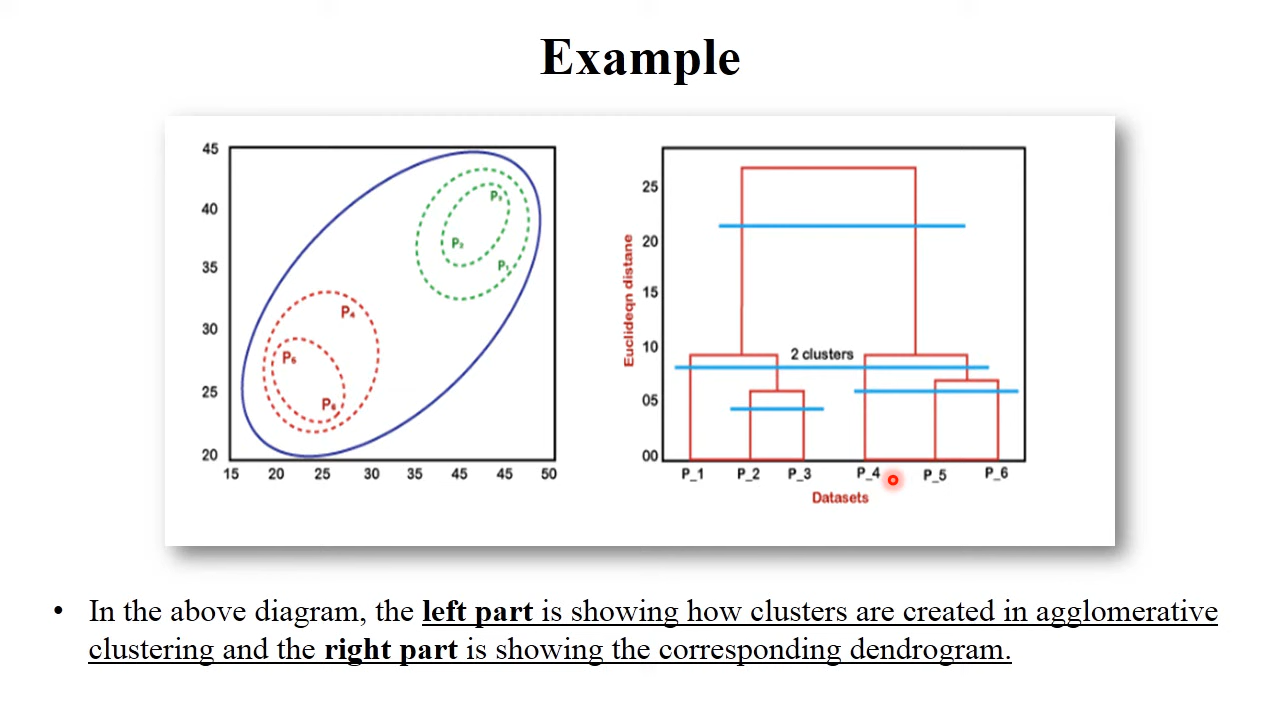 Example
45
40
35
30
25
20
15 20 25 30 35 45 45 50
P₃
P₂
P₁
P₄
P₅
P₆
Euclideqn distane
25
20
15
10
05
00
2 clusters
P_1 P_2 P_3 P_4 P_5 P_6
Datasets
• In the above diagram, the left part is showing how clusters are created in agglomerative
clustering and the right part is showing the corresponding dendrogram.